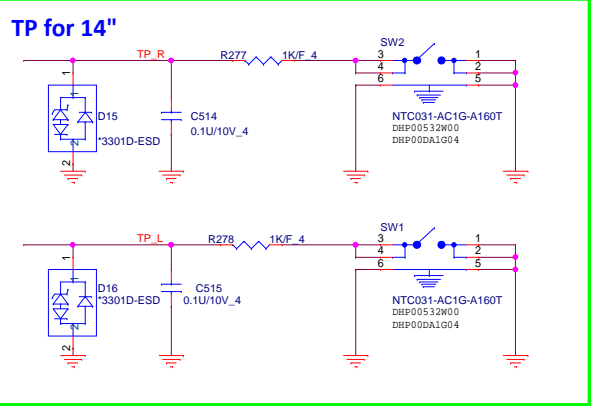 TP for 14"
SW2
TP_R
R277
1K/F_4
3
1
4
2
6
5
1
D15
C514
NTC031-AC1G-A160T
DHP00532W00
0.1U/10V_4
DHP00DA1G04
*3301D-ESD
2
2
SW1
TP_L
R278
1K/F_4
3
1
4
2
6
5
1
D16
C515
NTC031-AC1G-A160T
*3301D-ESD
0.1U/10V_4
DHP00532W00
DHP00DA1G04
2
2